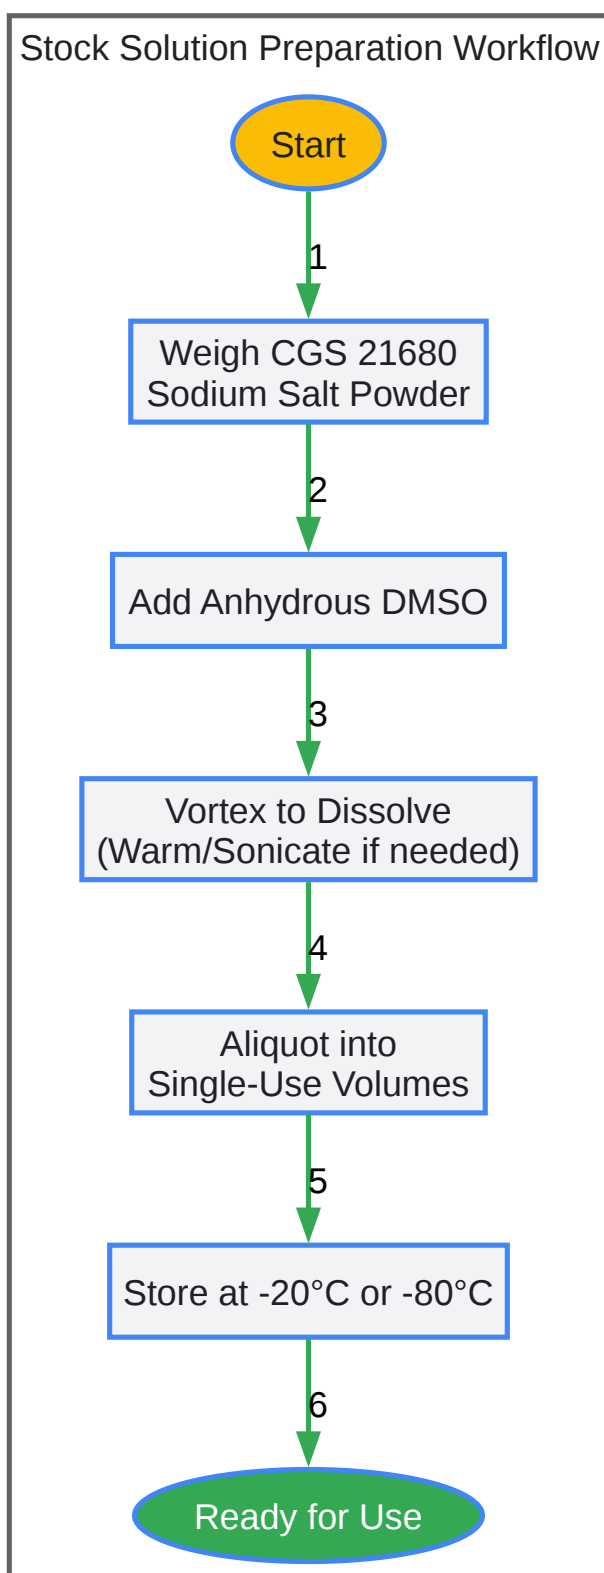 Stock Solution Preparation Workflow
Start
1
Weigh CGS 21680
Sodium Salt Powder
2
Add Anhydrous DMSO
3
Vortex to Dissolve
(Warm/Sonicate if needed)
4
Aliquot into
Single-Use Volumes
5
Store at -20°C or -80°C
6
Ready for Use